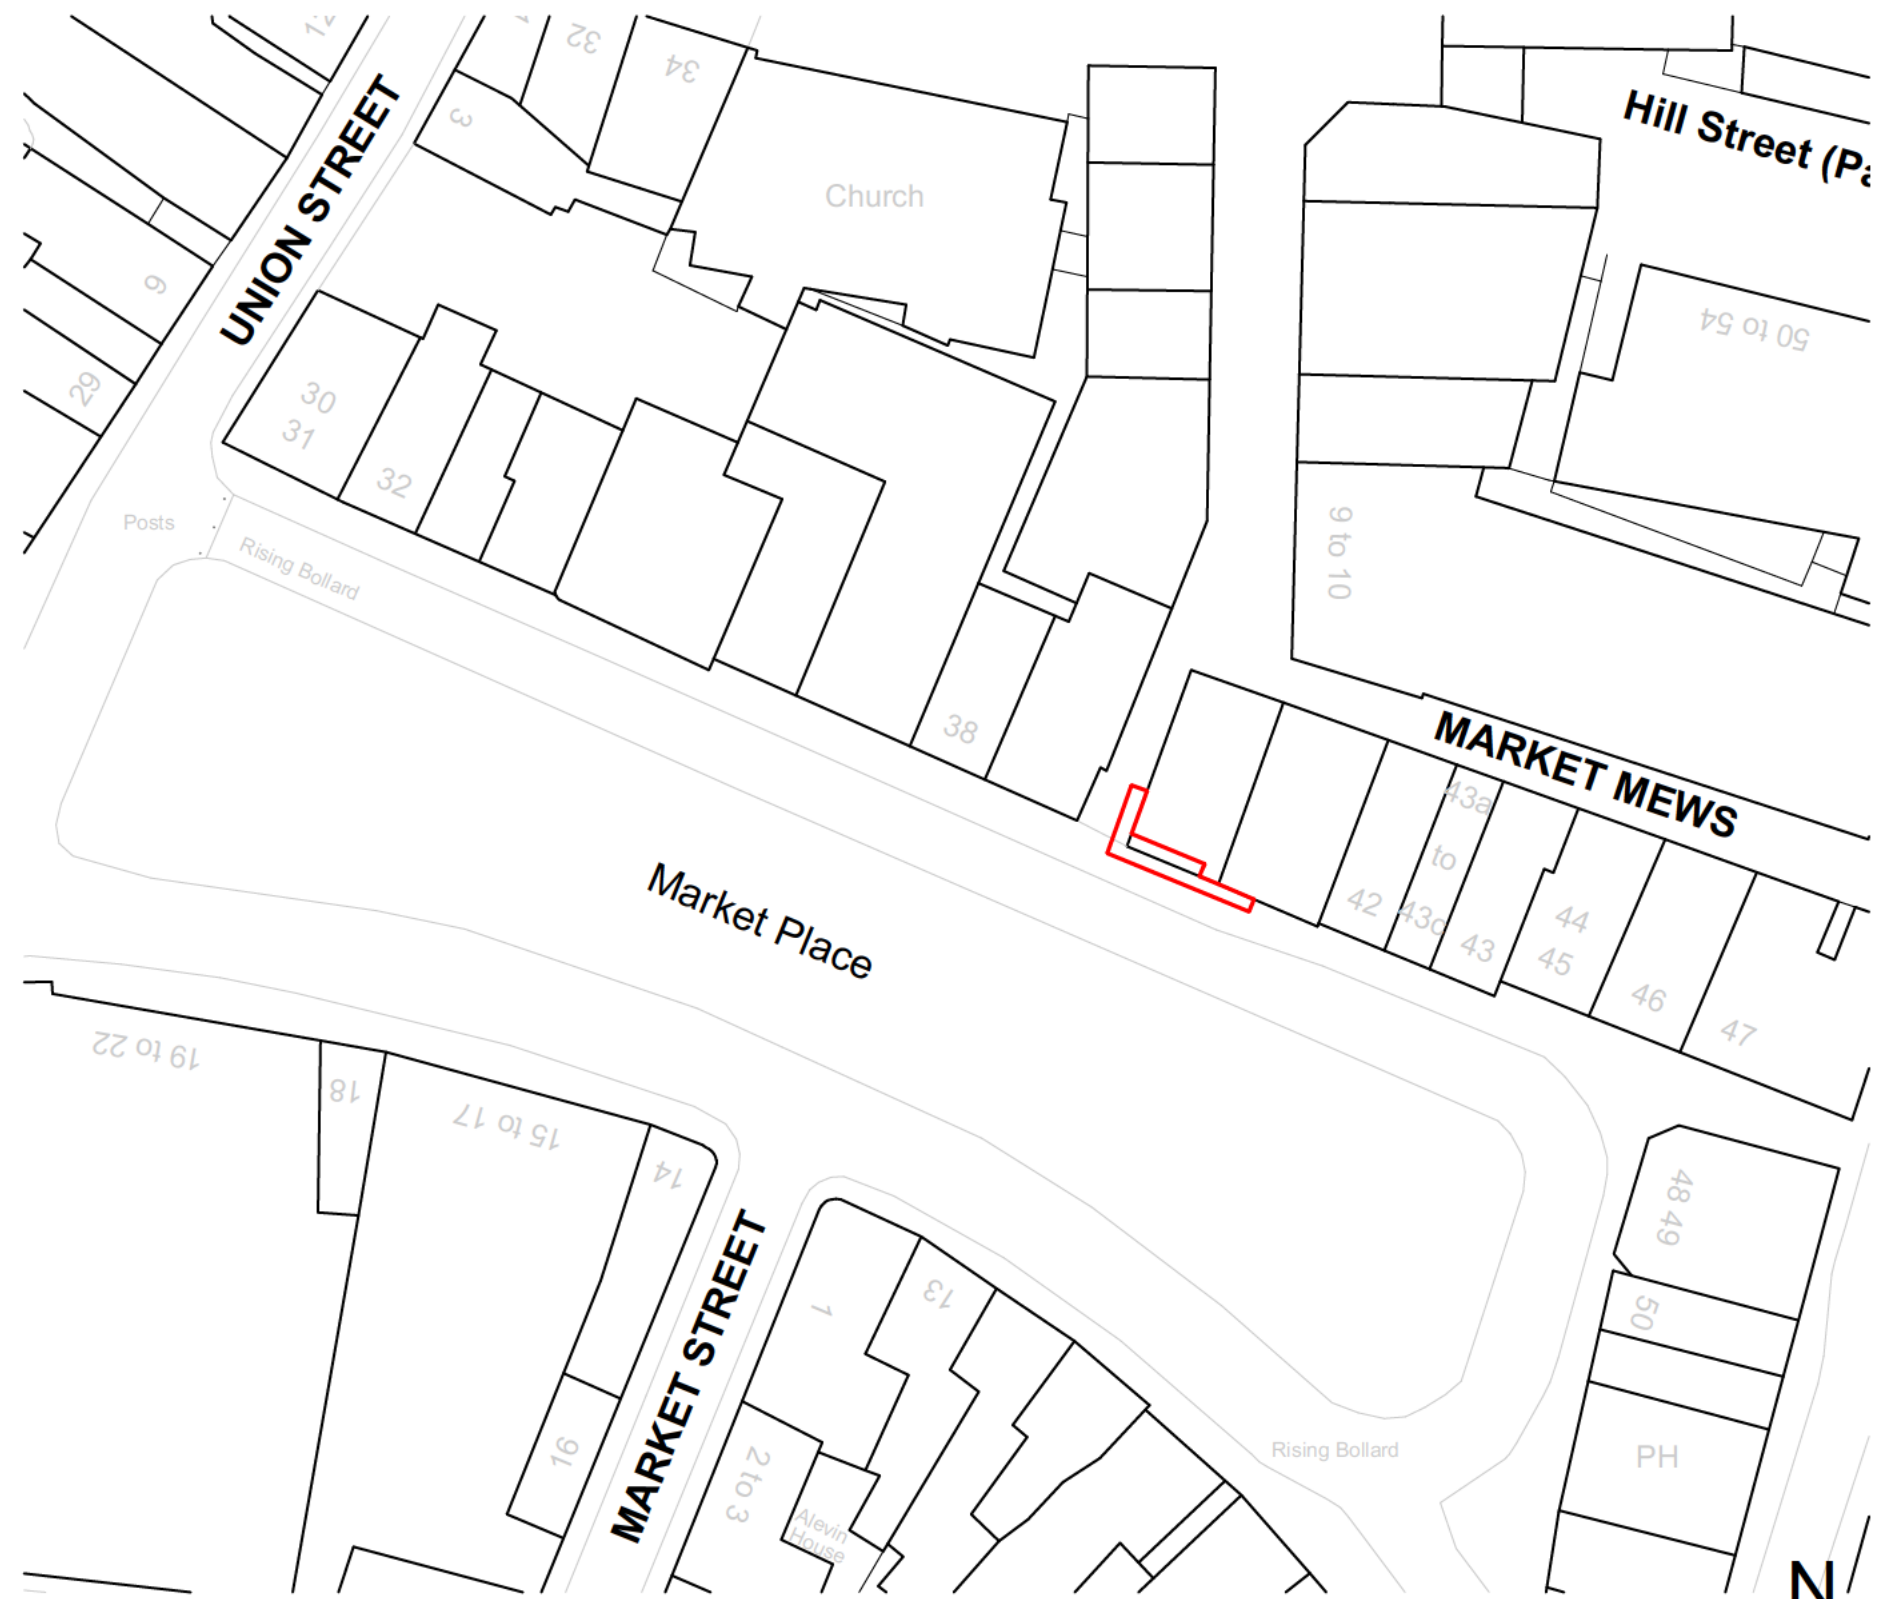 32
34
3
UNION STREET
Church
Hill Street (Pa
50 to 54
9
29
30
31
32
Posts
Rising Bollard
9 to 10
38
MARKET MEWS
43a
to
43c
42
43
44
45
46
47
Market Place
19 to 22
18
15 to 17
14
MARKET STREET
1
13
16
2 to 3
Alevin
House
48 49
50
Rising Bollard
PH
N